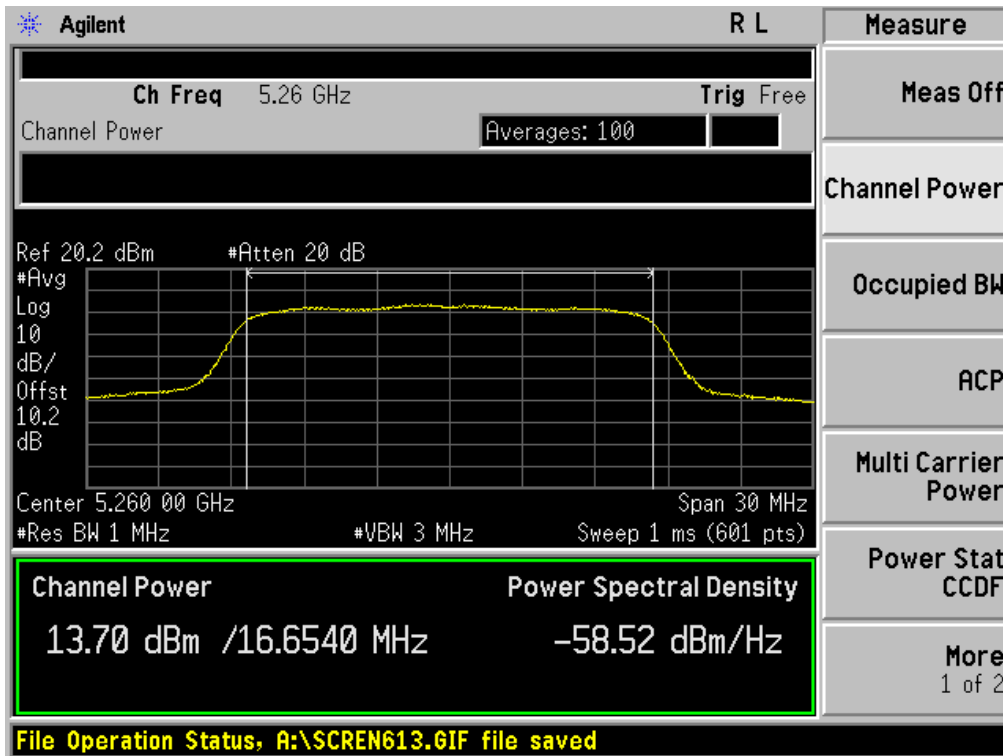 Agilent R L
Ch Freq 5.26 GHz Trig Free
Channel Power Averages: 100
Ref 20.2 dBm #Atten 20 dB
#Avg
Log
10
dB/
Offst
10.2
dB
Center 5.260 00 GHz Span 30 MHz
#Res BW 1 MHz #VBW 3 MHz Sweep 1 ms (601 pts)
Channel Power Power Spectral Density
13.70 dBm /16.6540 MHz -58.52 dBm/Hz
File Operation Status, A:\SCREN613.GIF file saved
Measure
Meas Off
Channel Power
Occupied BW
ACP
Multi Carrier
Power
Power Stat
CCDF
More
1 of 2